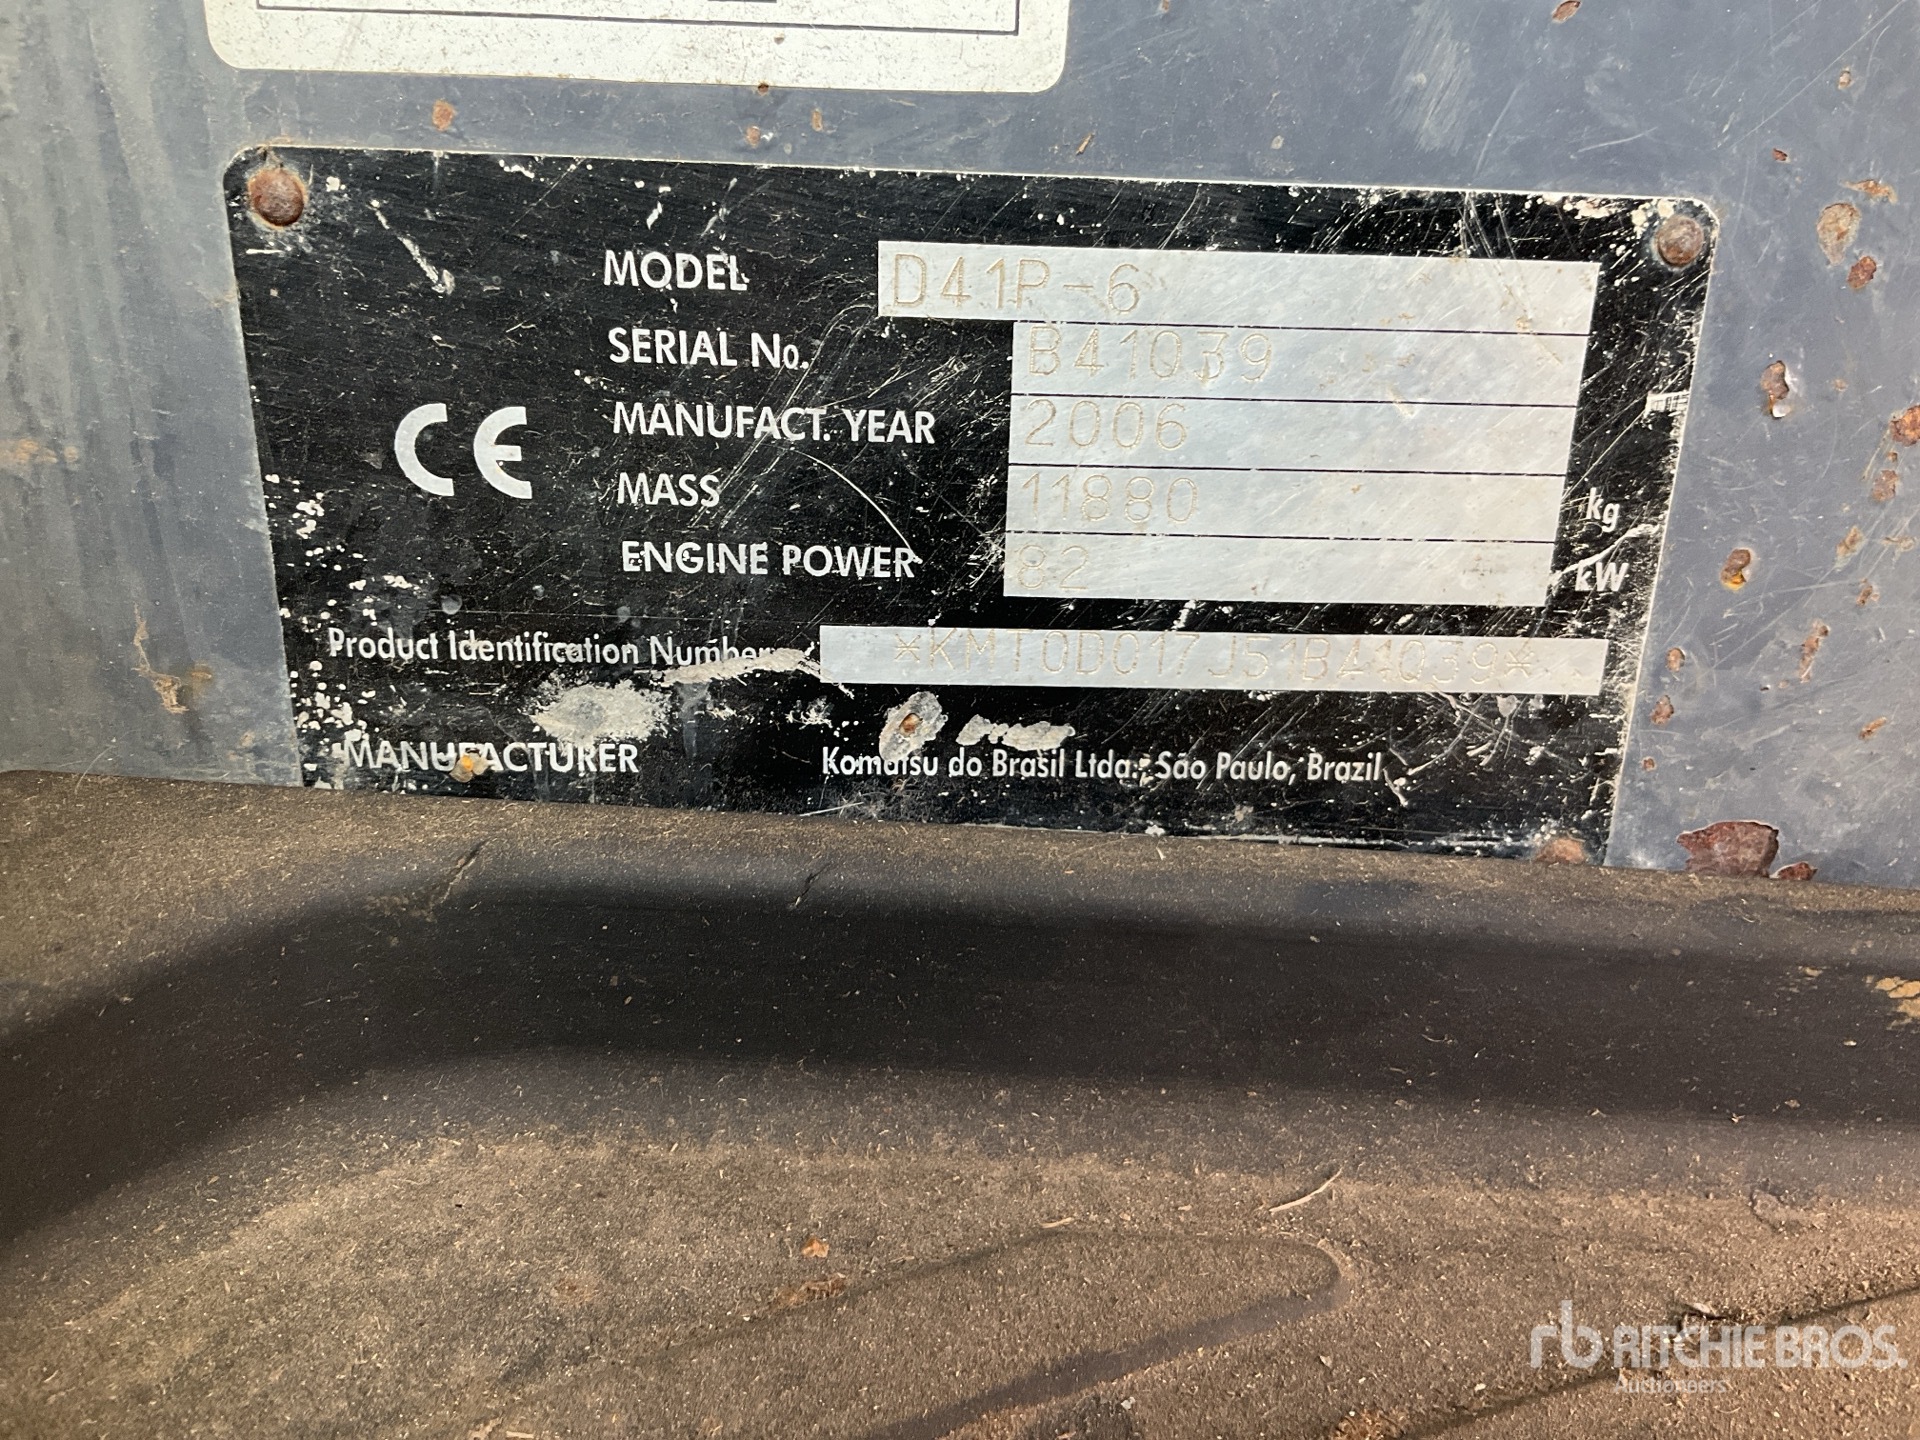 MODEL D41P-6
SERIAL No. B41039
MANUFACT. YEAR 2006
MASS 11880 kg
ENGINE POWER 82 kW
CE
Product Identification Number *KMT0D017J51B41039*
MANUFACTURER Komatsu do Brasil Ltda., São Paulo, Brazil
rb RITCHIE BROS.
Auctioneers